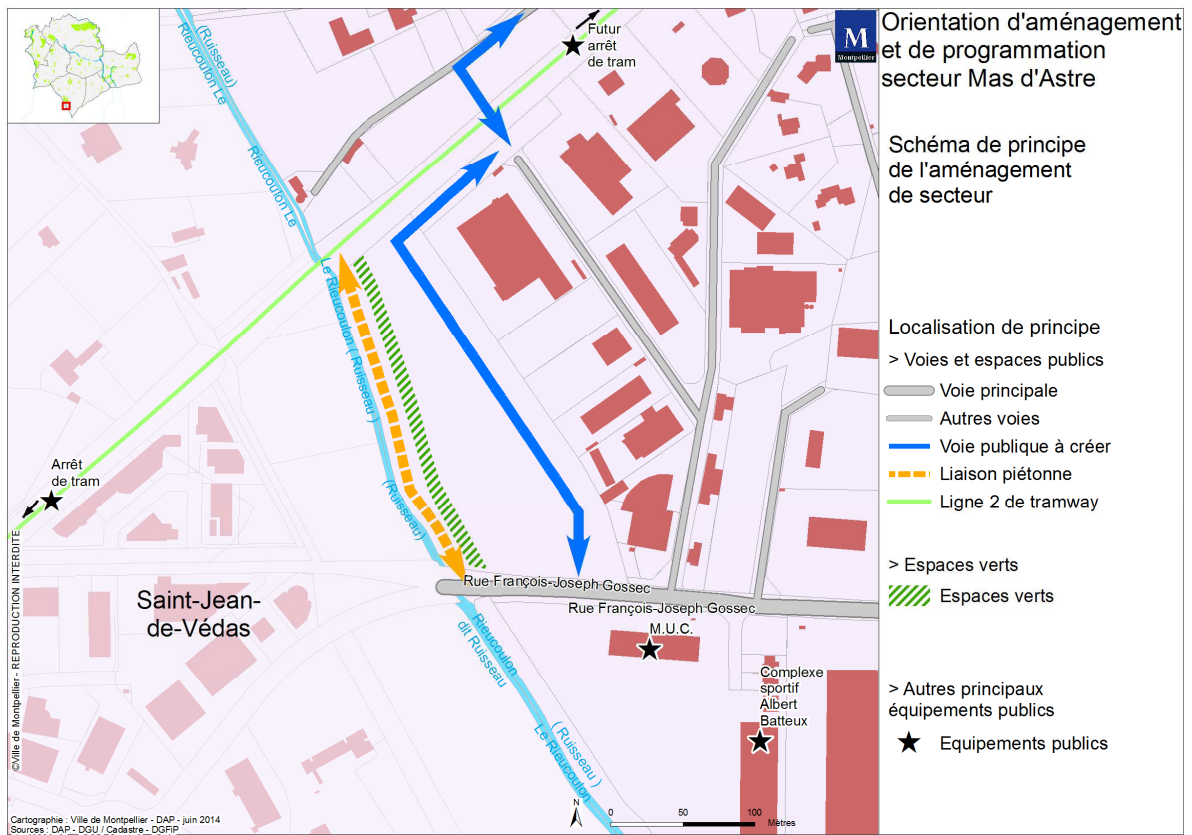 Orientation d'aménagement
et de programmation
secteur Mas d'Astre
M
Montpellier
Schéma de principe
de l'aménagement
de secteur
Localisation de principe
> Voies et espaces publics
Voie principale
Autres voies
Voie publique à créer
Liaison piétonne
Ligne 2 de tramway
> Espaces verts
Espaces verts
> Autres principaux
équipements publics
Equipements publics
Futur
arrêt
de tram
(Ruisseau)
Rieucoulon Le
Risucoulon Le
Le Rieucoulon ( Ruisseau )
(Ruisseau)
Arrêt
de tram
Saint-Jean-
de-Védas
Rue François-Joseph Gossec
Rue François-Joseph Gossec
M.U.C.
Rieucoulon
dit Ruisseau
( Ruisseau )
Le Rieucoulon
Complexe
sportif
Albert
Batteux
N
0 50 100
Mètres
©Ville de Montpellier - REPRODUCTION INTERDITE
Cartographie : Ville de Montpellier - DAP - juin 2014
Sources : DAP - DGU / Cadastre - DGFiP